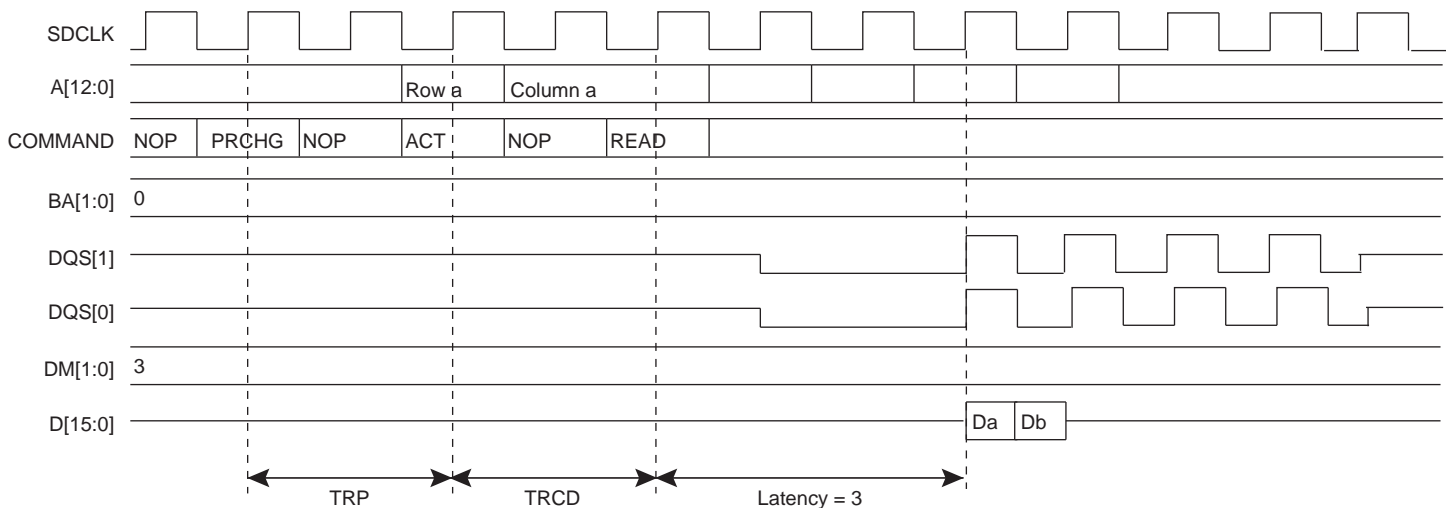 SDCLK
A[12:0] Row a Column a
COMMAND NOP PRCHG NOP ACT NOP READ
BA[1:0] 0
DQS[1]
DQS[0]
DM[1:0] 3
D[15:0] Da Db
TRP TRCD Latency = 3